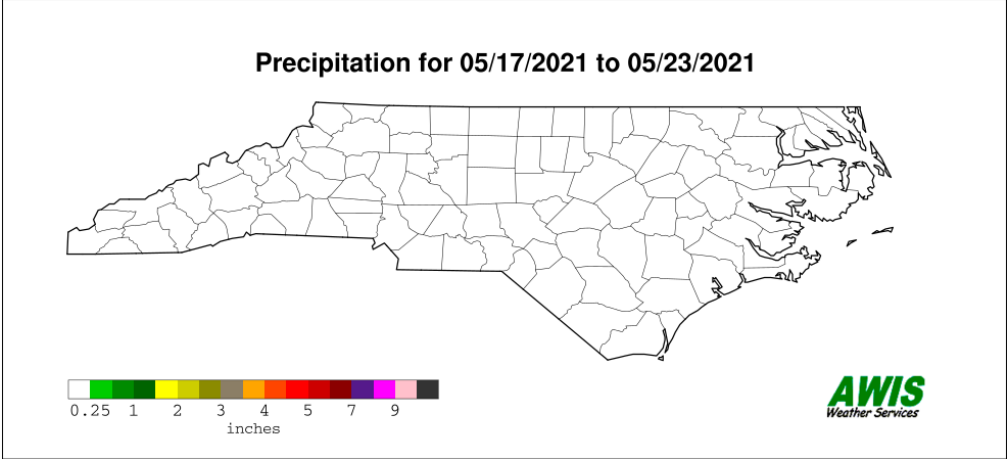 Precipitation for 05/17/2021 to 05/23/2021
0.25 1 2 3 4 5 7 9
inches
AWIS
Weather Services